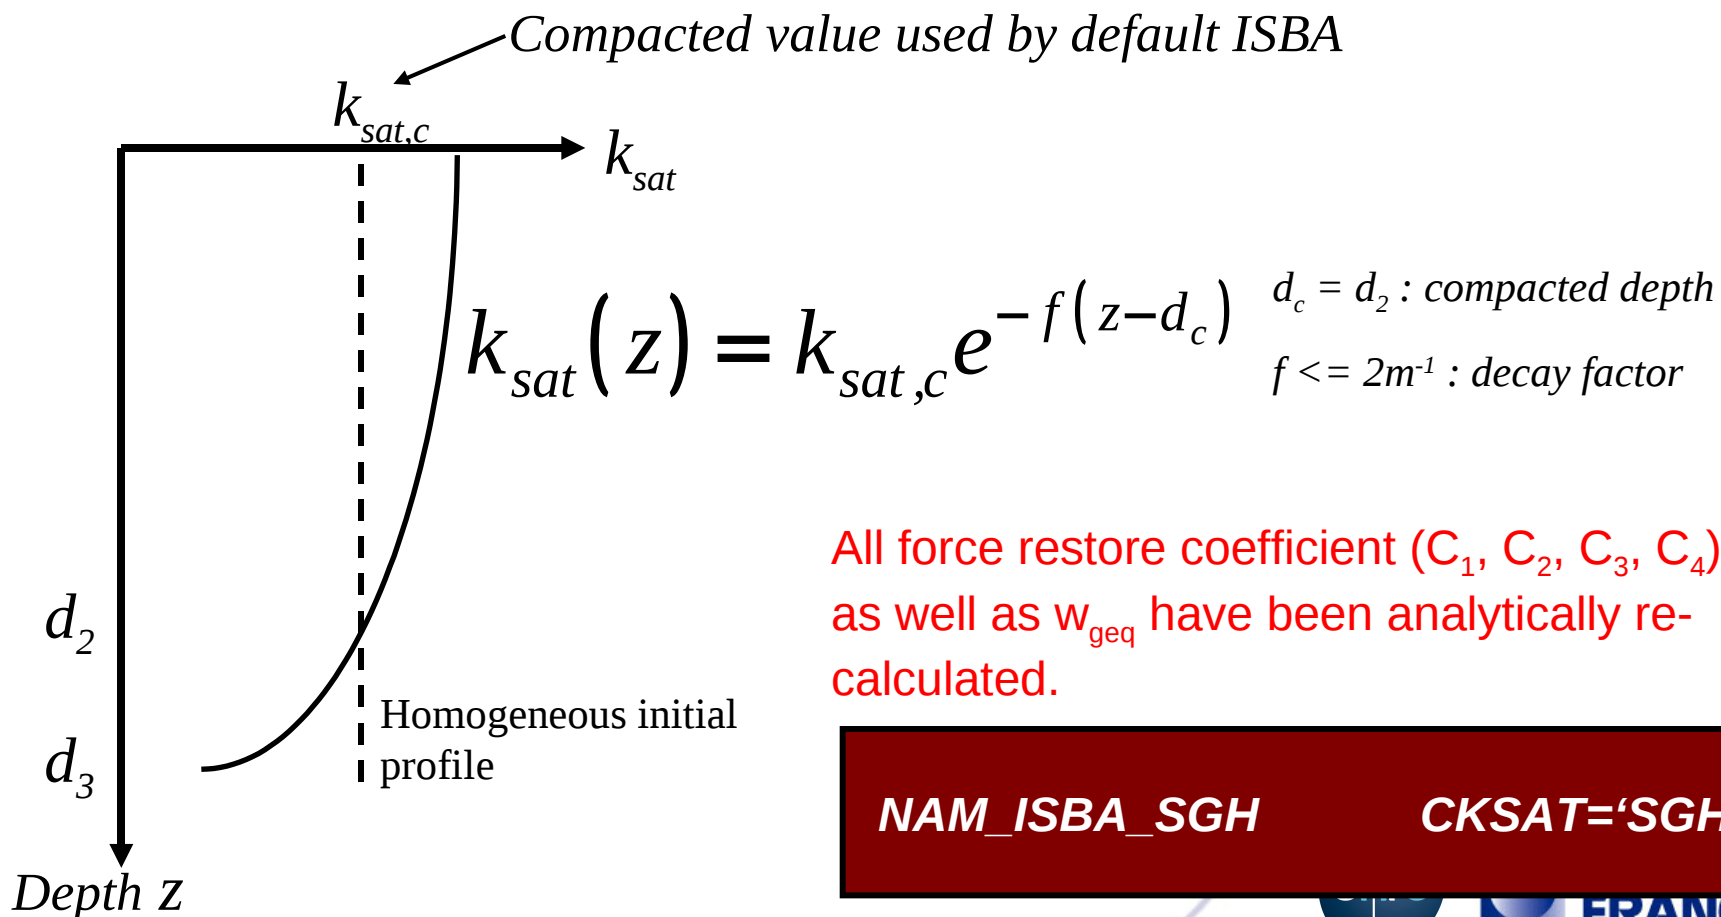 Compacted value used by default ISBA
k_sat,c
k_sat
k_sat(z) = k_sat,c e^−f(z−d_c)
d_c = d_2 : compacted depth
f <= 2m^-1 : decay factor
All force restore coefficient (C_1, C_2, C_3, C_4)
as well as w_geq have been analytically re-
calculated.
d_2
Homogeneous initial
profile
d_3
NAM_ISBA_SGH CKSAT=‘SGH
Depth z